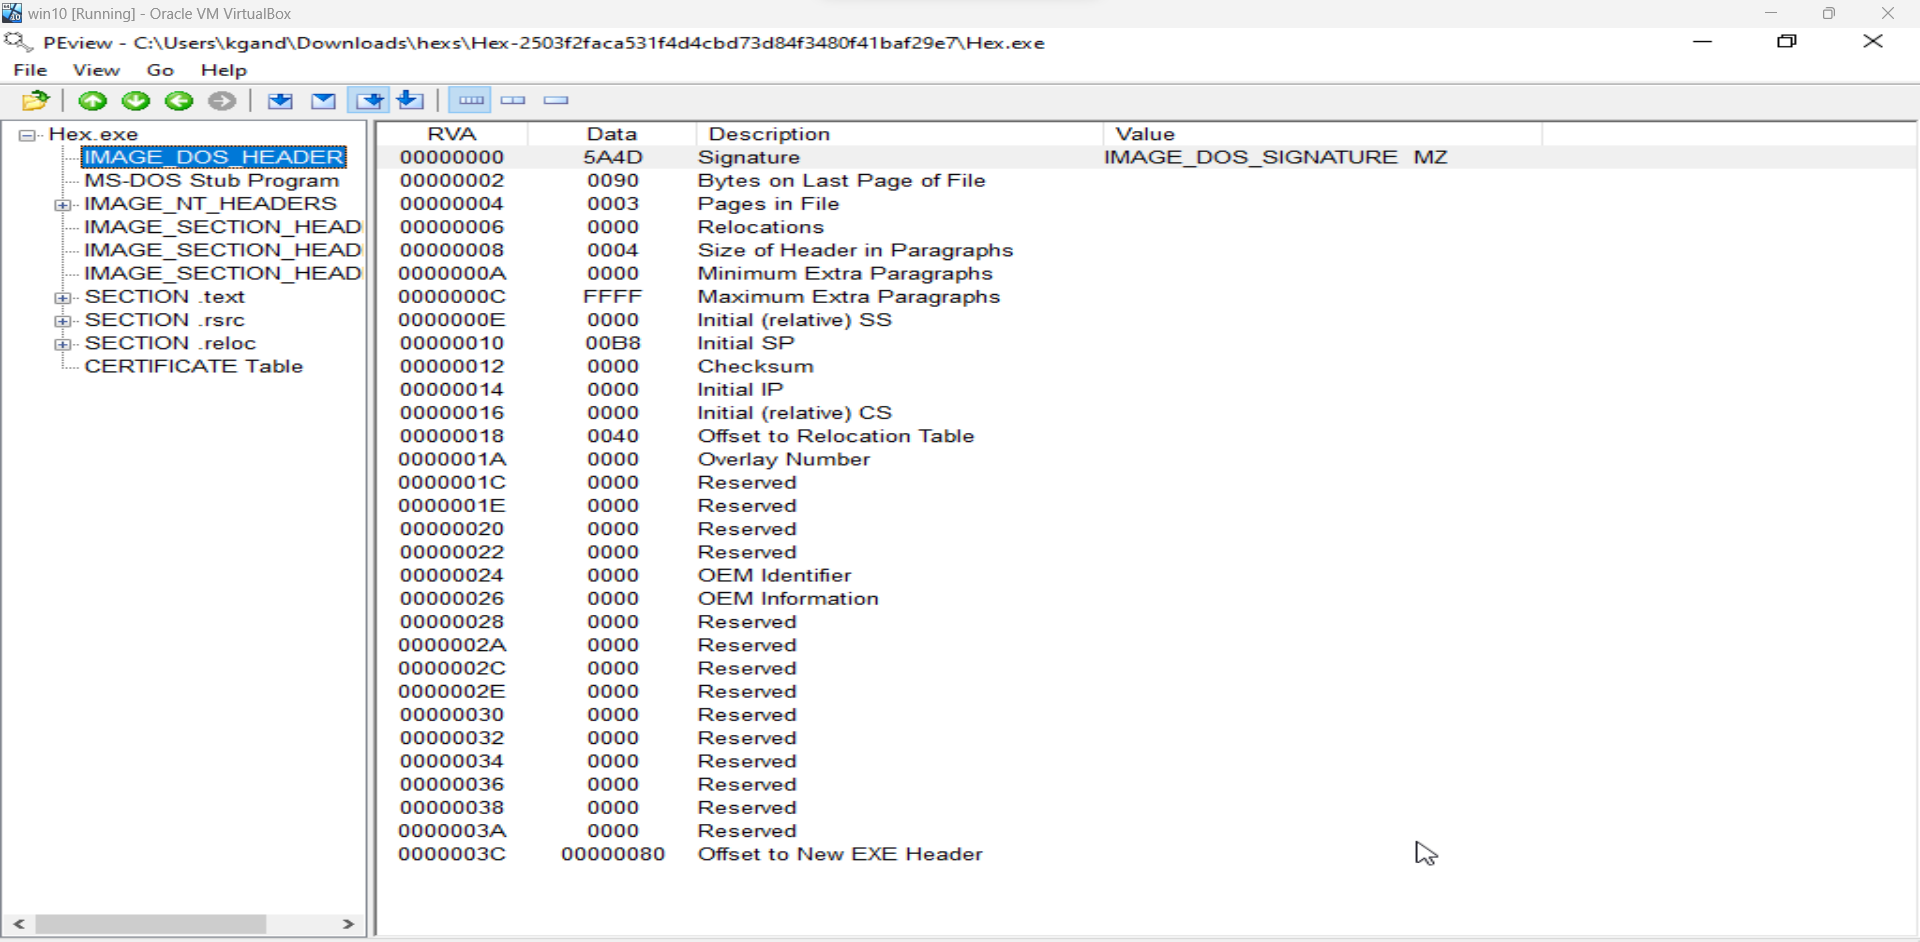 win10 [Running] - Oracle VM VirtualBox
PEview - C:\Users\kgand\Downloads\hexs\Hex-2503f2faca531f4d4cbd73d84f3480f41baf29e7\Hex.exe
File View Go Help
Hex.exe
IMAGE_DOS_HEADER
MS-DOS Stub Program
IMAGE_NT_HEADERS
IMAGE_SECTION_HEAD
IMAGE_SECTION_HEAD
IMAGE_SECTION_HEAD
SECTION .text
SECTION .rsrc
SECTION .reloc
CERTIFICATE Table
RVA Data Description Value
00000000 5A4D Signature IMAGE_DOS_SIGNATURE MZ
00000002 0090 Bytes on Last Page of File
00000004 0003 Pages in File
00000006 0000 Relocations
00000008 0004 Size of Header in Paragraphs
0000000A 0000 Minimum Extra Paragraphs
0000000C FFFF Maximum Extra Paragraphs
0000000E 0000 Initial (relative) SS
00000010 00B8 Initial SP
00000012 0000 Checksum
00000014 0000 Initial IP
00000016 0000 Initial (relative) CS
00000018 0040 Offset to Relocation Table
0000001A 0000 Overlay Number
0000001C 0000 Reserved
0000001E 0000 Reserved
00000020 0000 Reserved
00000022 0000 Reserved
00000024 0000 OEM Identifier
00000026 0000 OEM Information
00000028 0000 Reserved
0000002A 0000 Reserved
0000002C 0000 Reserved
0000002E 0000 Reserved
00000030 0000 Reserved
00000032 0000 Reserved
00000034 0000 Reserved
00000036 0000 Reserved
00000038 0000 Reserved
0000003A 0000 Reserved
0000003C 00000080 Offset to New EXE Header